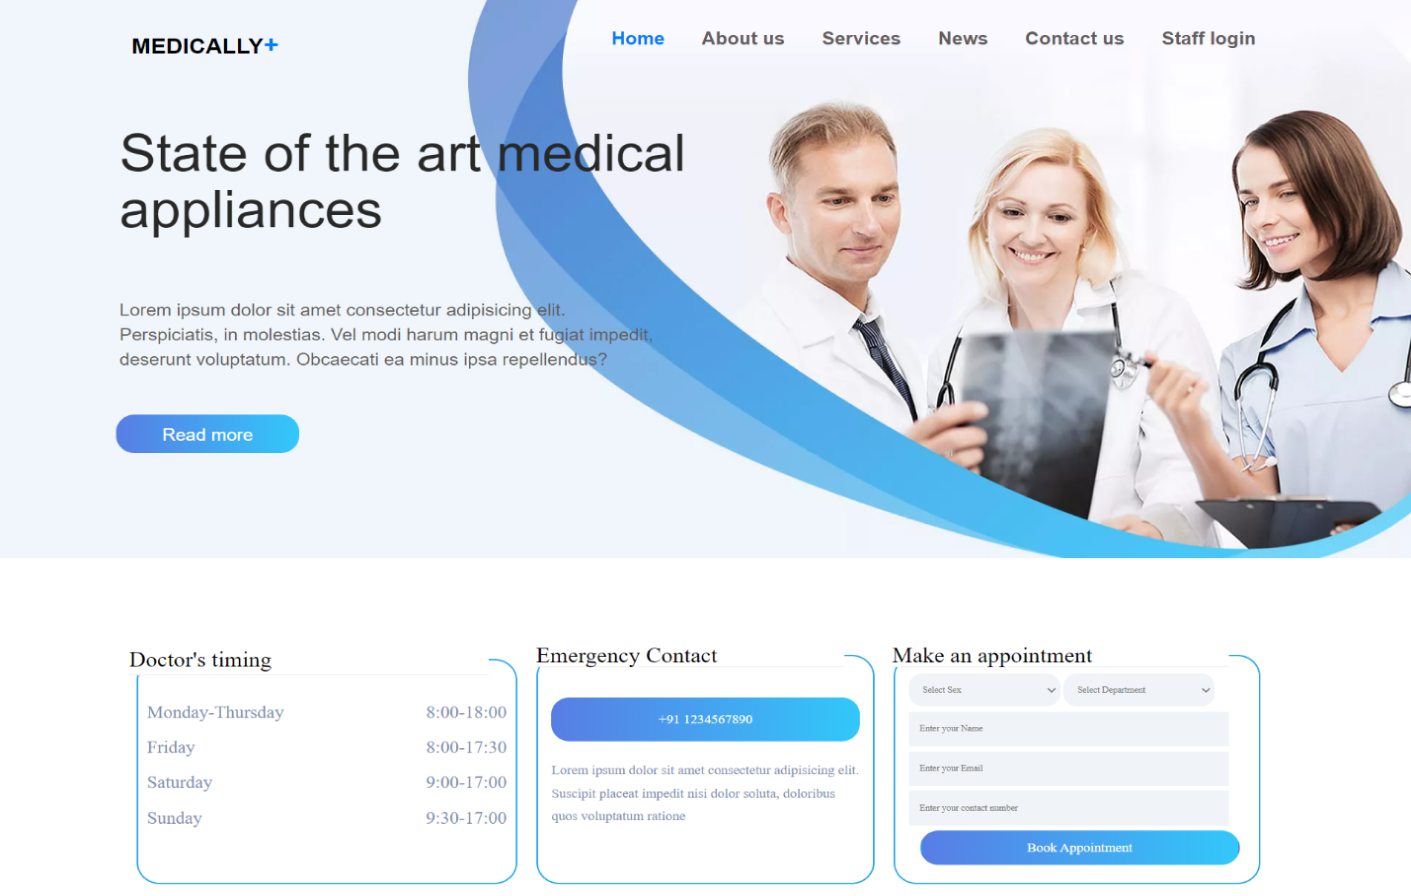 MEDICALLY+
Home About us Services News Contact us Staff login
State of the art medical
appliances
Lorem ipsum dolor sit amet consectetur adipisicing elit.
Perspiciatis, in molestias. Vel modi harum magni et fugiat impedit,
deserunt voluptatum. Obcaecati ea minus ipsa repellendus?
Read more
Doctor's timing
Monday-Thursday 8:00-18:00
Friday 8:00-17:30
Saturday 9:00-17:00
Sunday 9:30-17:00
Emergency Contact
+91 1234567890
Lorem ipsum dolor sit amet consectetur adipisicing elit.
Suscipit placeat impedit nisi dolor soluta, doloribus
quos voluptatum ratione
Make an appointment
Select Sex Select Department
Enter your Name
Enter your Email
Enter your contact number
Book Appointment